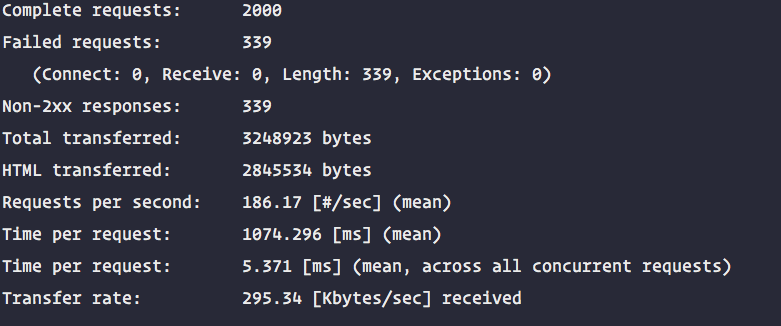 Complete requests:      2000
Failed requests:        339
   (Connect: 0, Receive: 0, Length: 339, Exceptions: 0)
Non-2xx responses:      339
Total transferred:      3248923 bytes
HTML transferred:       2845534 bytes
Requests per second:    186.17 [#/sec] (mean)
Time per request:       1074.296 [ms] (mean)
Time per request:       5.371 [ms] (mean, across all concurrent requests)
Transfer rate:          295.34 [Kbytes/sec] received